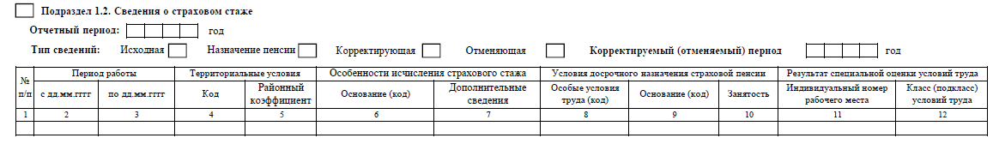 Подраздел 1.2. Сведения о страховом стаже
Отчетный период: год
Тип сведений: Исходная Назначение пенсии Корректирующая Отменяющая Корректируемый (отменяемый) период год
№ п/п Период работы Территориальные условия Особенности исчисления страхового стажа Условия досрочного назначения страховой пенсии Результат специальной оценки условий труда
с дд.мм.гггг по дд.мм.гггг Код Районный коэффициент Основание (код) Дополнительные сведения Особые условия труда (код) Основание (код) Занятость Индивидуальный номер рабочего места Класс (подкласс) условий труда
1 2 3 4 5 6 7 8 9 10 11 12